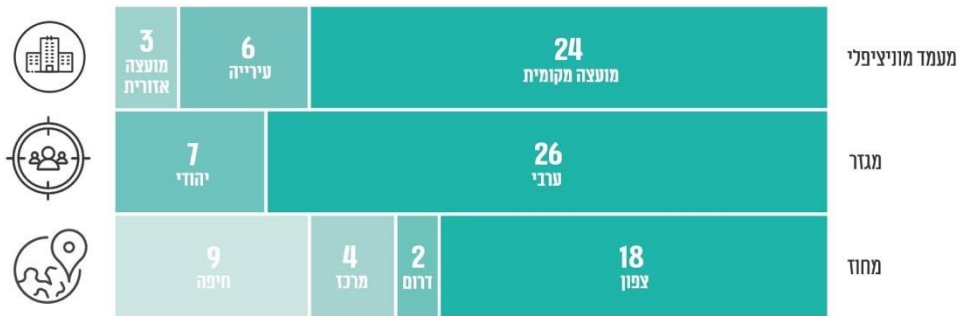 מעמד מוניציפלי
24
מועצה מקומית
6
עירייה
3
מועצה
אזורית
מגזר
26
ערבי
7
יהודי
מחוז
18
צפון
2
דרום
4
מרכז
9
חיפה